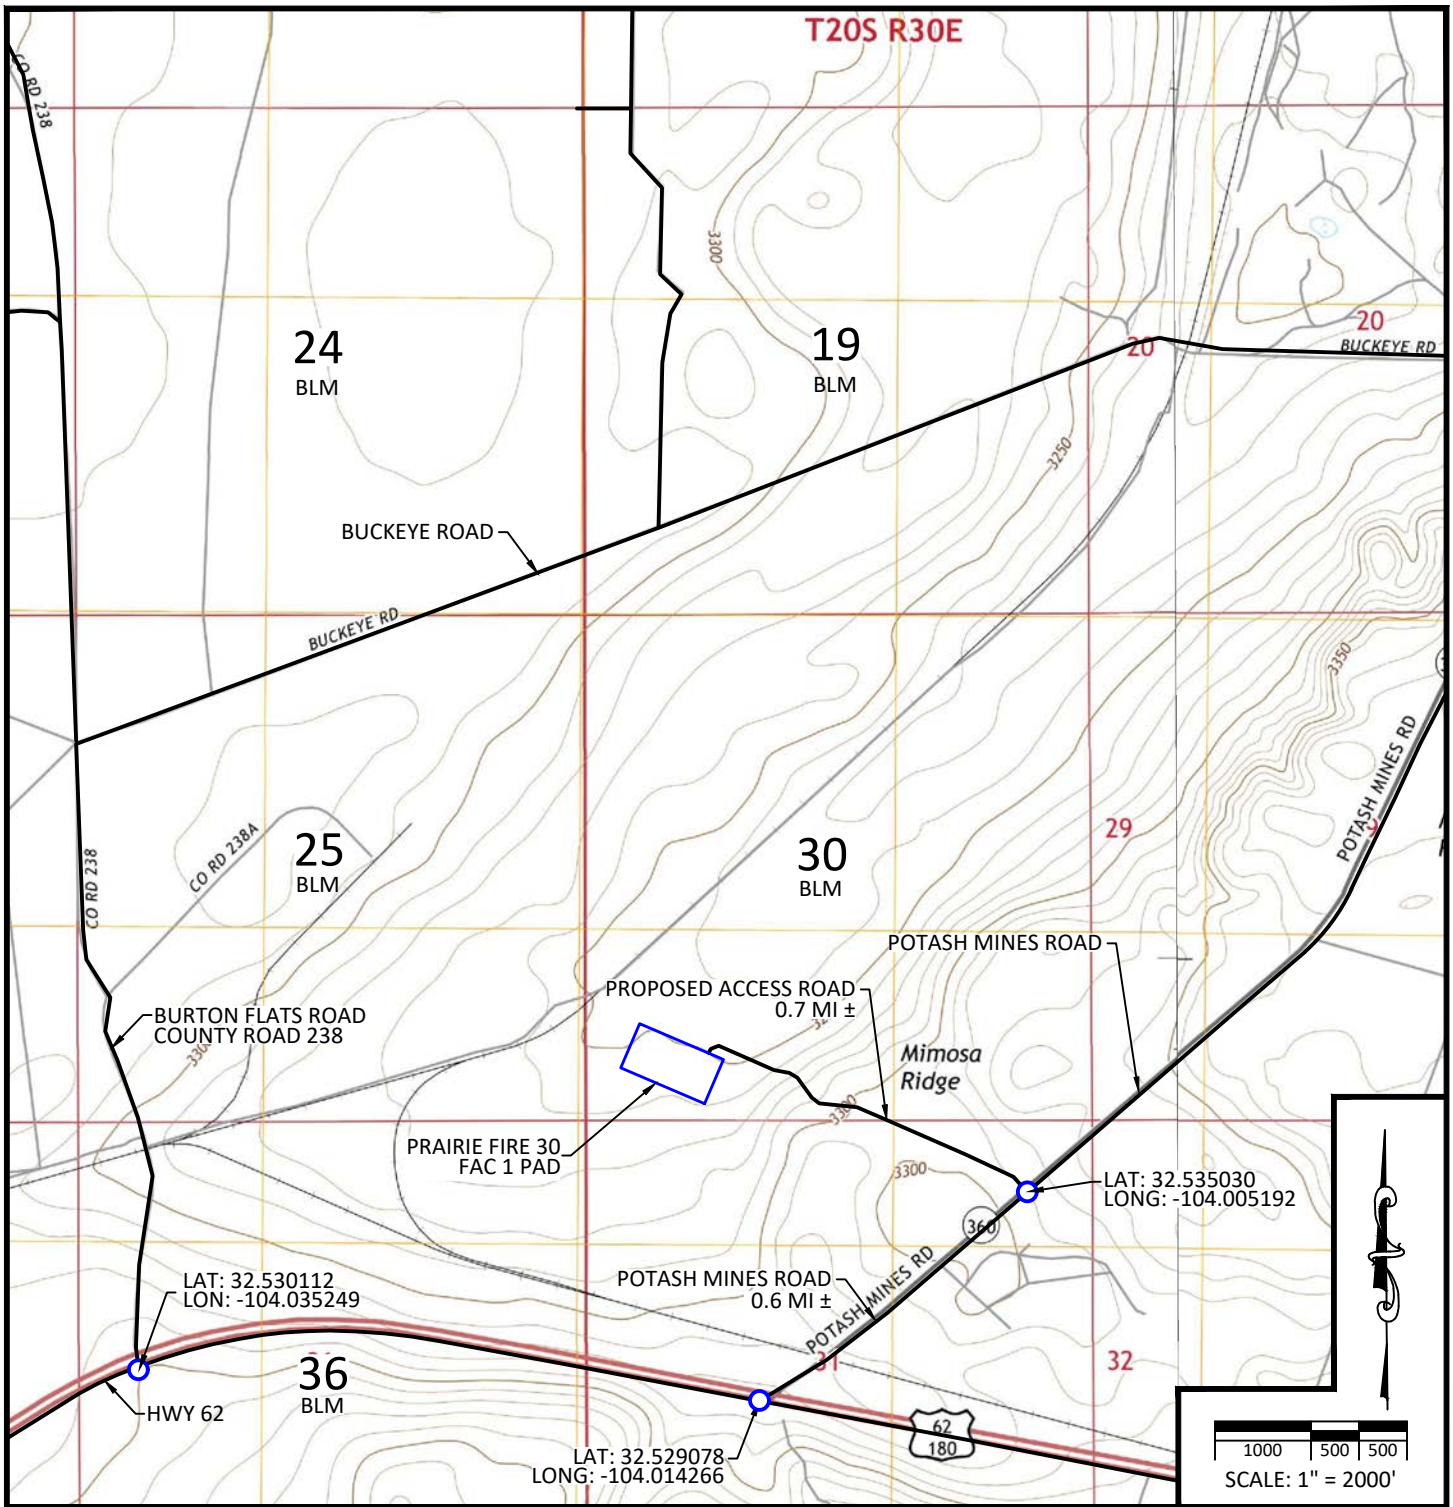 T20S R30E
CO RD 238
3300
24
BLM
19
BLM
20
20
BUCKEYE RD
3250
BUCKEYE ROAD
BUCKEYE RD
3350
POTASH MINES RD
29
CO RD 238A
25
BLM
30
BLM
CO RD 238
POTASH MINES ROAD
PROPOSED ACCESS ROAD
0.7 MI ±
BURTON FLATS ROAD
COUNTY ROAD 238
Mimosa
Ridge
3300
PRAIRIE FIRE 30
FAC 1 PAD
3300
LAT: 32.535030
LONG: -104.005192
360
POTASH MINES ROAD
0.6 MI ±
POTASH MINES RD
LAT: 32.530112
LON: -104.035249
31
32
36
BLM
HWY 62
62
180
LAT: 32.529078
LONG: -104.014266
1000 500 500
SCALE: 1" = 2000'